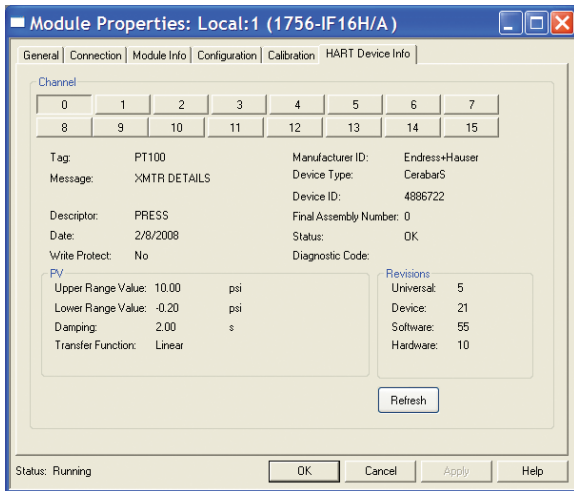 Module Properties: Local:1 (1756-IF16H/A)
General Connection Module Info Configuration Calibration HART Device Info
Channel
0 1 2 3 4 5 6 7
8 9 10 11 12 13 14 15
Tag: PT100 Manufacturer ID: Endress+Hauser
Message: XMTR DETAILS Device Type: CerabarS
Device ID: 4886722
Descriptor: PRESS Final Assembly Number: 0
Date: 2/8/2008 Status: OK
Write Protect: No Diagnostic Code:
PV Revisions
Upper Range Value: 10.00 psi Universal: 5
Lower Range Value: -0.20 psi Device: 21
Damping: 2.00 s Software: 55
Transfer Function: Linear Hardware: 10
Refresh
Status: Running OK Cancel Apply Help